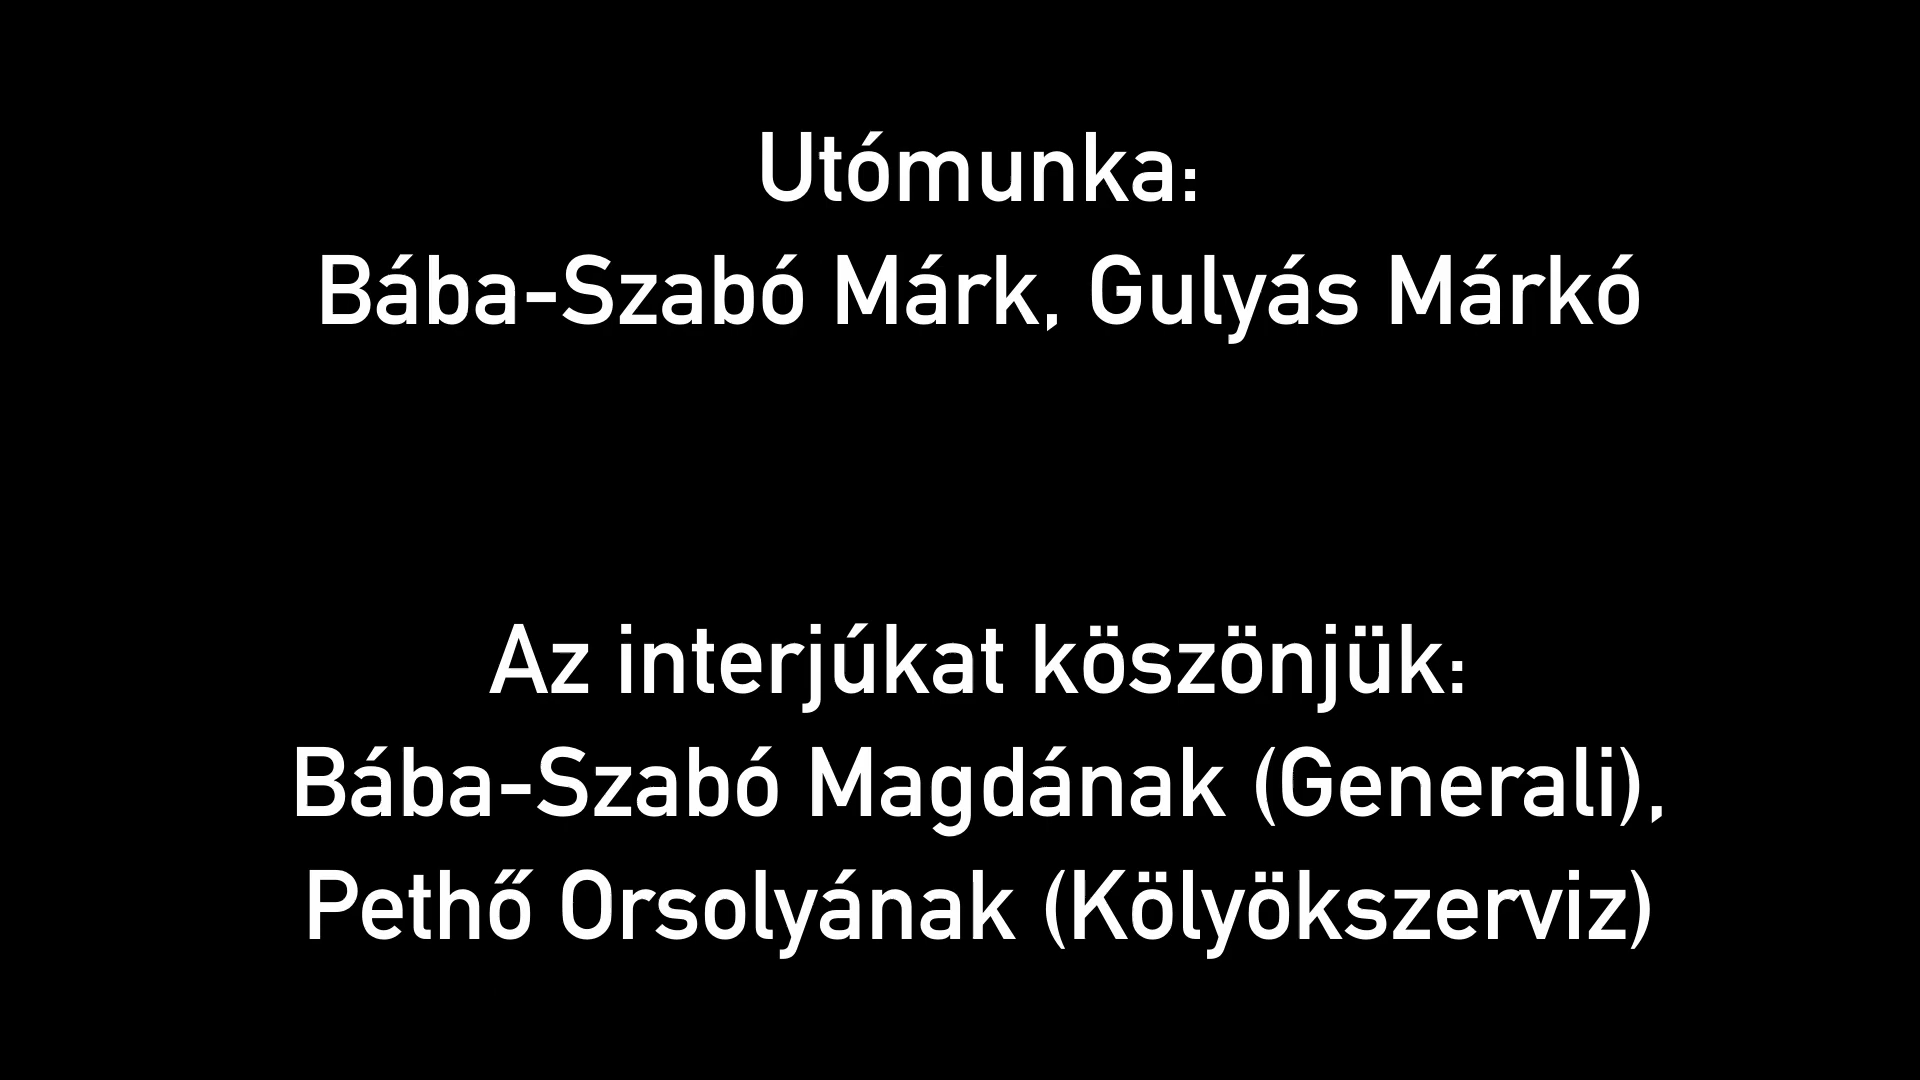 Utómunka:
Bába-Szabó Márk, Gulyás Márkó
Az interjúkat köszönjük:
Bába-Szabó Magdának (Generali),
Pethő Orsolyának (Kölyökszerviz)